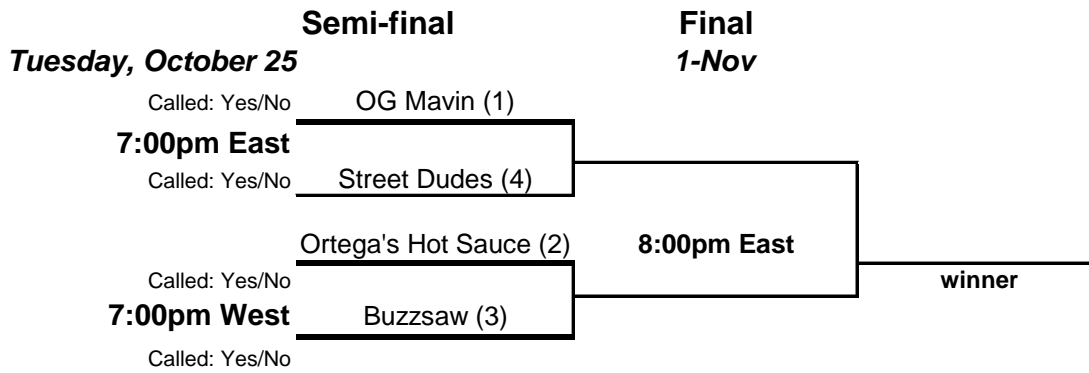 Semi-final Final
Tuesday, October 25 1-Nov
Called: Yes/No OG Mavin (1)
7:00pm East
Called: Yes/No Street Dudes (4)
Ortega's Hot Sauce (2) 8:00pm East
Called: Yes/No winner
7:00pm West Buzzsaw (3)
Called: Yes/No